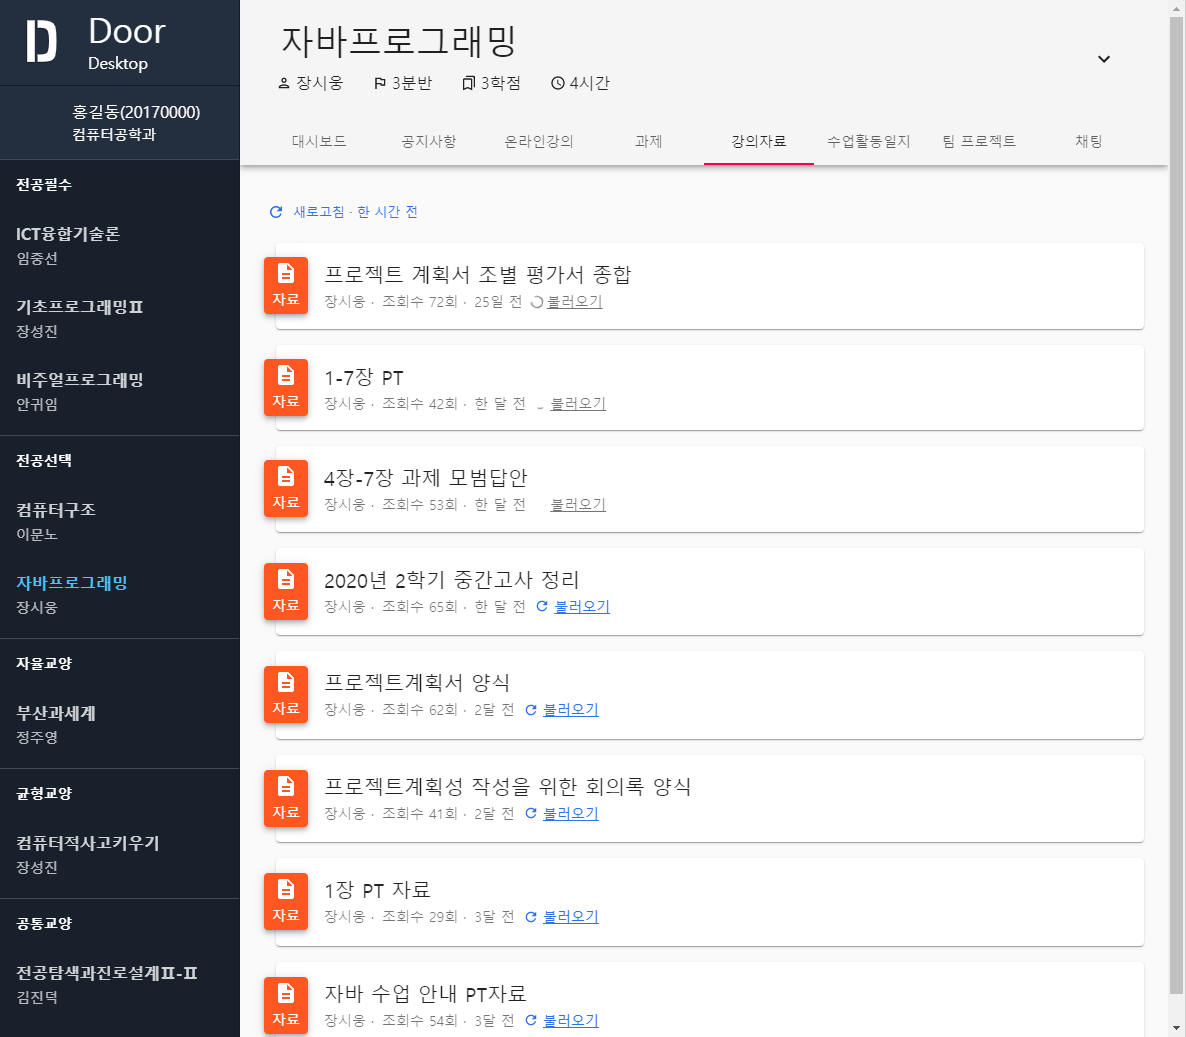 Door
Desktop
홍길동(20170000)
컴퓨터공학과
전공필수
ICT융합기술론
임중선
기초프로그래밍Ⅱ
장성진
비주얼프로그래밍
안귀임
전공선택
컴퓨터구조
이문노
자바프로그래밍
장시웅
자율교양
부산과세계
정주영
균형교양
컴퓨터적사고키우기
장성진
공통교양
전공탐색과진로설계Ⅱ-Ⅱ
김진덕
자바프로그래밍
장시웅 3분반 3학점 4시간
대시보드 공지사항 온라인강의 과제 강의자료 수업활동일지 팀 프로젝트 채팅
새로고침 · 한 시간 전
자료
프로젝트 계획서 조별 평가서 종합
장시웅 · 조회수 72회 · 25일 전 불러오기
자료
1-7장 PT
장시웅 · 조회수 42회 · 한 달 전 불러오기
자료
4장-7장 과제 모범답안
장시웅 · 조회수 53회 · 한 달 전 불러오기
자료
2020년 2학기 중간고사 정리
장시웅 · 조회수 65회 · 한 달 전 불러오기
자료
프로젝트계획서 양식
장시웅 · 조회수 62회 · 2달 전 불러오기
자료
프로젝트계획성 작성을 위한 회의록 양식
장시웅 · 조회수 41회 · 2달 전 불러오기
자료
1장 PT 자료
장시웅 · 조회수 29회 · 3달 전 불러오기
자료
자바 수업 안내 PT자료
장시웅 · 조회수 54회 · 3달 전 불러오기